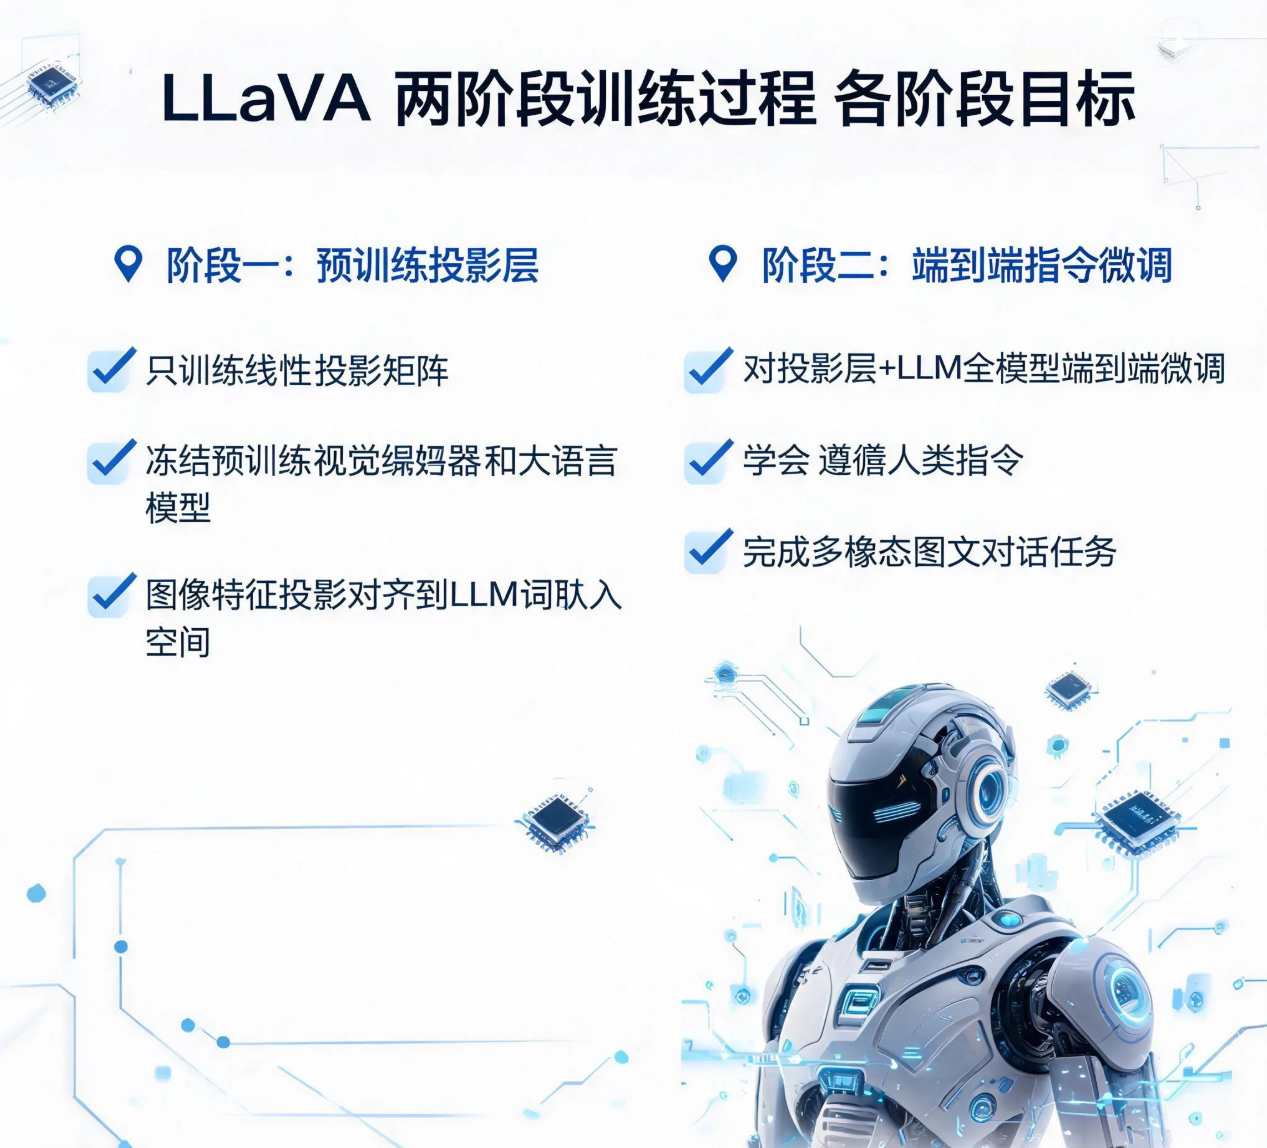 LLaVA 两阶段训练过程 各阶段目标
阶段一：预训练投影层
只训练线性投影矩阵
冻结预训练视觉器和大语言
模型
图像特征投影对齐到LLM词入
空间
阶段二：端到端指令微调
对投影层+LLM全模型端到端微调
学会 遵人类指令
完成多橡态图文对话任务